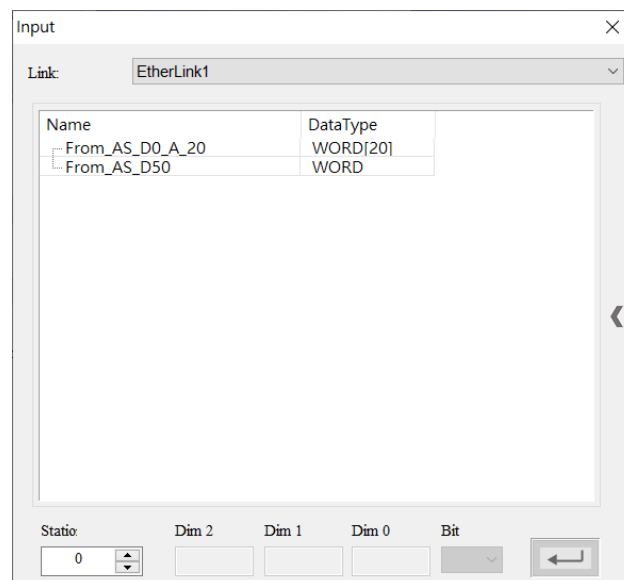 Input
Link: EtherLink1
Name DataType
From_AS_D0_A_20 WORD[20]
From_AS_D50 WORD
Statio: Dim 2 Dim 1 Dim 0 Bit
0